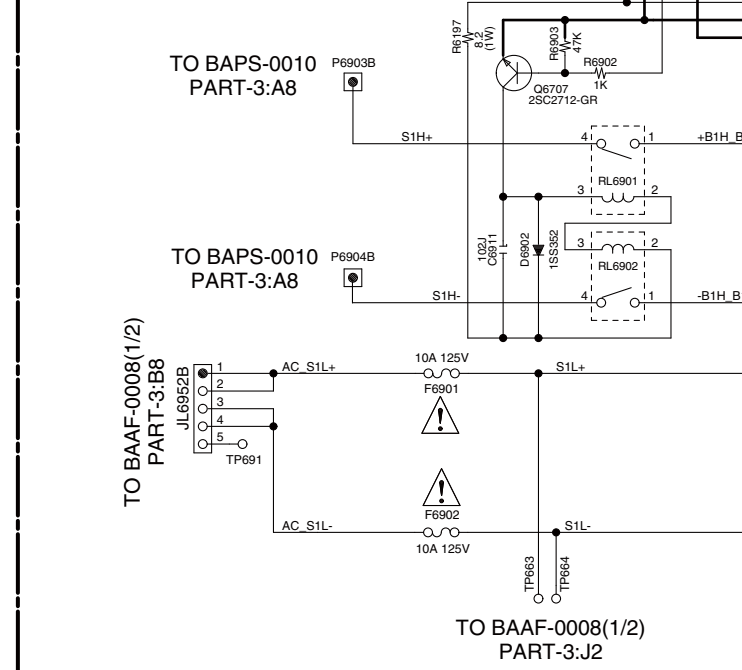 R6197
8.2
(1W)
R6903
47K
R6902
1K
Q6707
2SC2712-GR
TO BAPS-0010
PART-3:A8
P6903B
S1H+
4
1
+B1H_B
RL6901
3
2
102J
C6911
D6902
1SS352
3
2
RL6902
TO BAPS-0010
PART-3:A8
P6904B
S1H-
4
1
-B1H_B
TO BAAF-0008(1/2)
PART-3:B8
JL6952B
1
2
3
4
5
TP691
AC_S1L+
10A 125V
F6901
!
S1L+
!
F6902
AC_S1L-
10A 125V
S1L-
TP663
TP664
TO BAAF-0008(1/2)
PART-3:J2